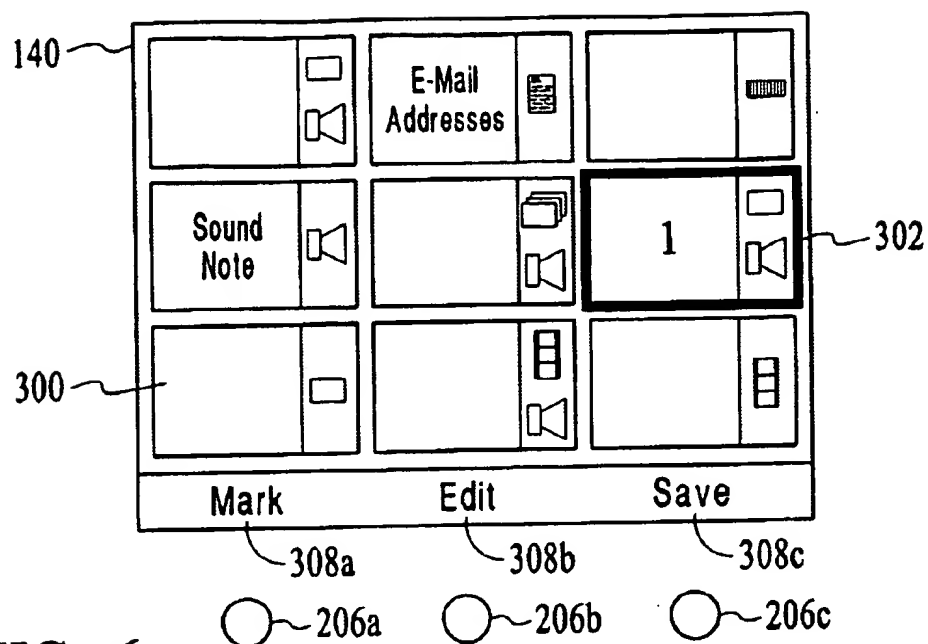 140
E-Mail
Addresses
Sound
Note
1
302
300
Mark
Edit
Save
308a
308b
308c
206a
206b
206c